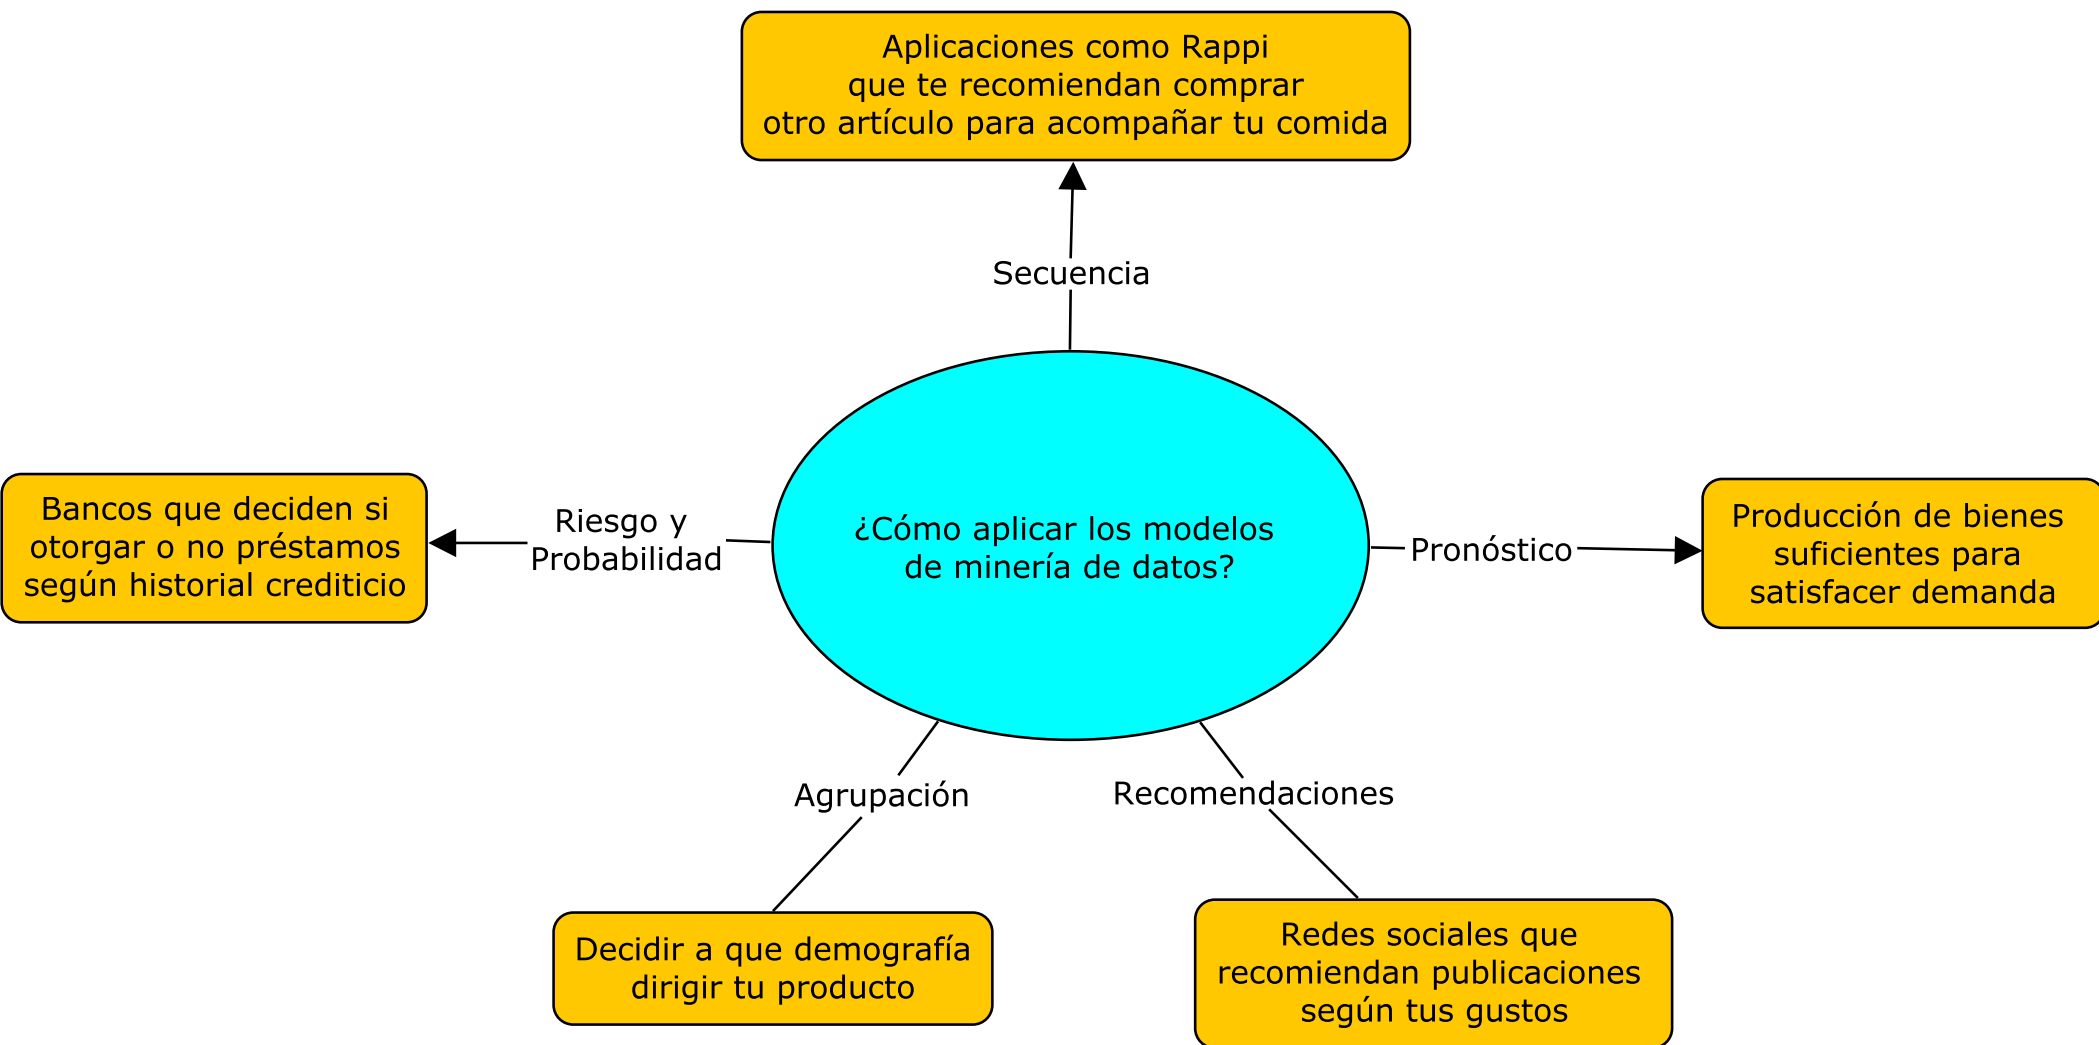 Aplicaciones como Rappi
que te recomiendan comprar
otro artículo para acompañar tu comida
Secuencia
Bancos que deciden si
otorgar o no préstamos
según historial crediticio
Riesgo y
Probabilidad
¿Cómo aplicar los modelos
de minería de datos?
Pronóstico
Producción de bienes
suficientes para
satisfacer demanda
Agrupación
Recomendaciones
Decidir a que demografía
dirigir tu producto
Redes sociales que
recomiendan publicaciones
según tus gustos